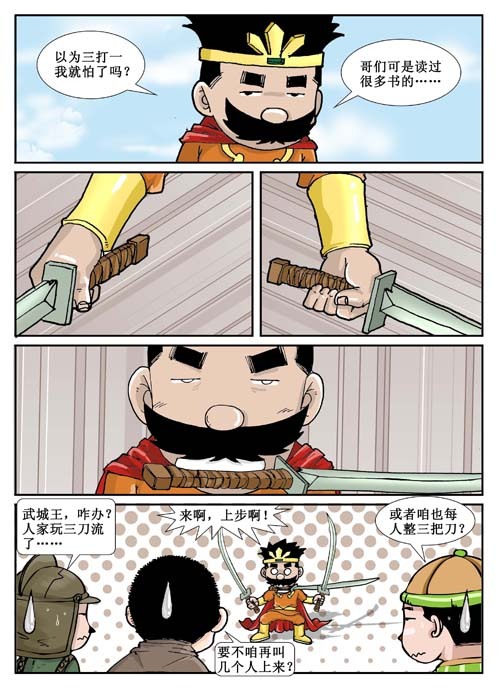 以为三打一
我就怕了吗？
哥们可是读过
很多书的……
武城王，咋办？
人家玩三刀流
了……
来啊，上步啊！
或者咱也每
人整三把刀？
要不咱再叫
几个人上来？